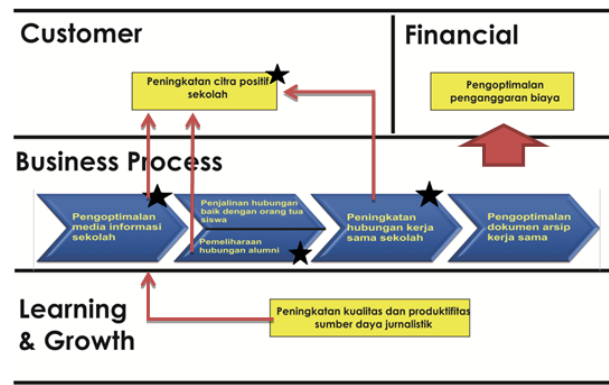 Customer
Financial
Peningkatan citra positif
sekolah
Pengoptimalan
penganggaran biaya
Business Process
Pengoptimalan
media informasi
sekolah
Penjalinan hubungan
baik dengan orang tua
siswa
Pemeliharaan
hubungan alumni
Peningkatan
hubungan kerja
sama sekolah
Pengoptimalan
dokumen arsip
kerja sama
Learning
& Growth
Peningkatan kualitas dan produktifitas
sumber daya jurnalistik